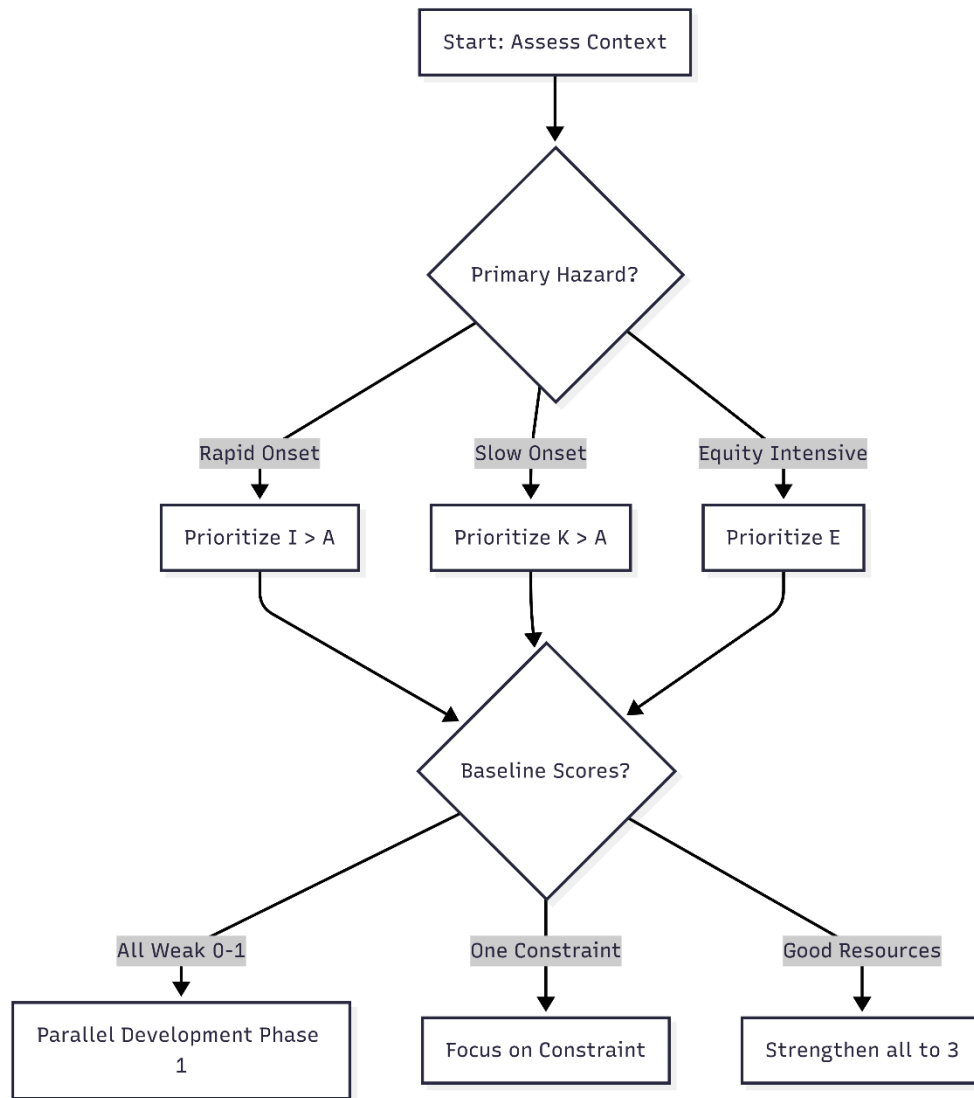 Start: Assess Context
Primary Hazard?
Rapid Onset
Slow Onset
Equity Intensive
Prioritize I > A
Prioritize K > A
Prioritize E
Baseline Scores?
All Weak 0-1
One Constraint
Good Resources
Parallel Development Phase
1
Focus on Constraint
Strengthen all to 3